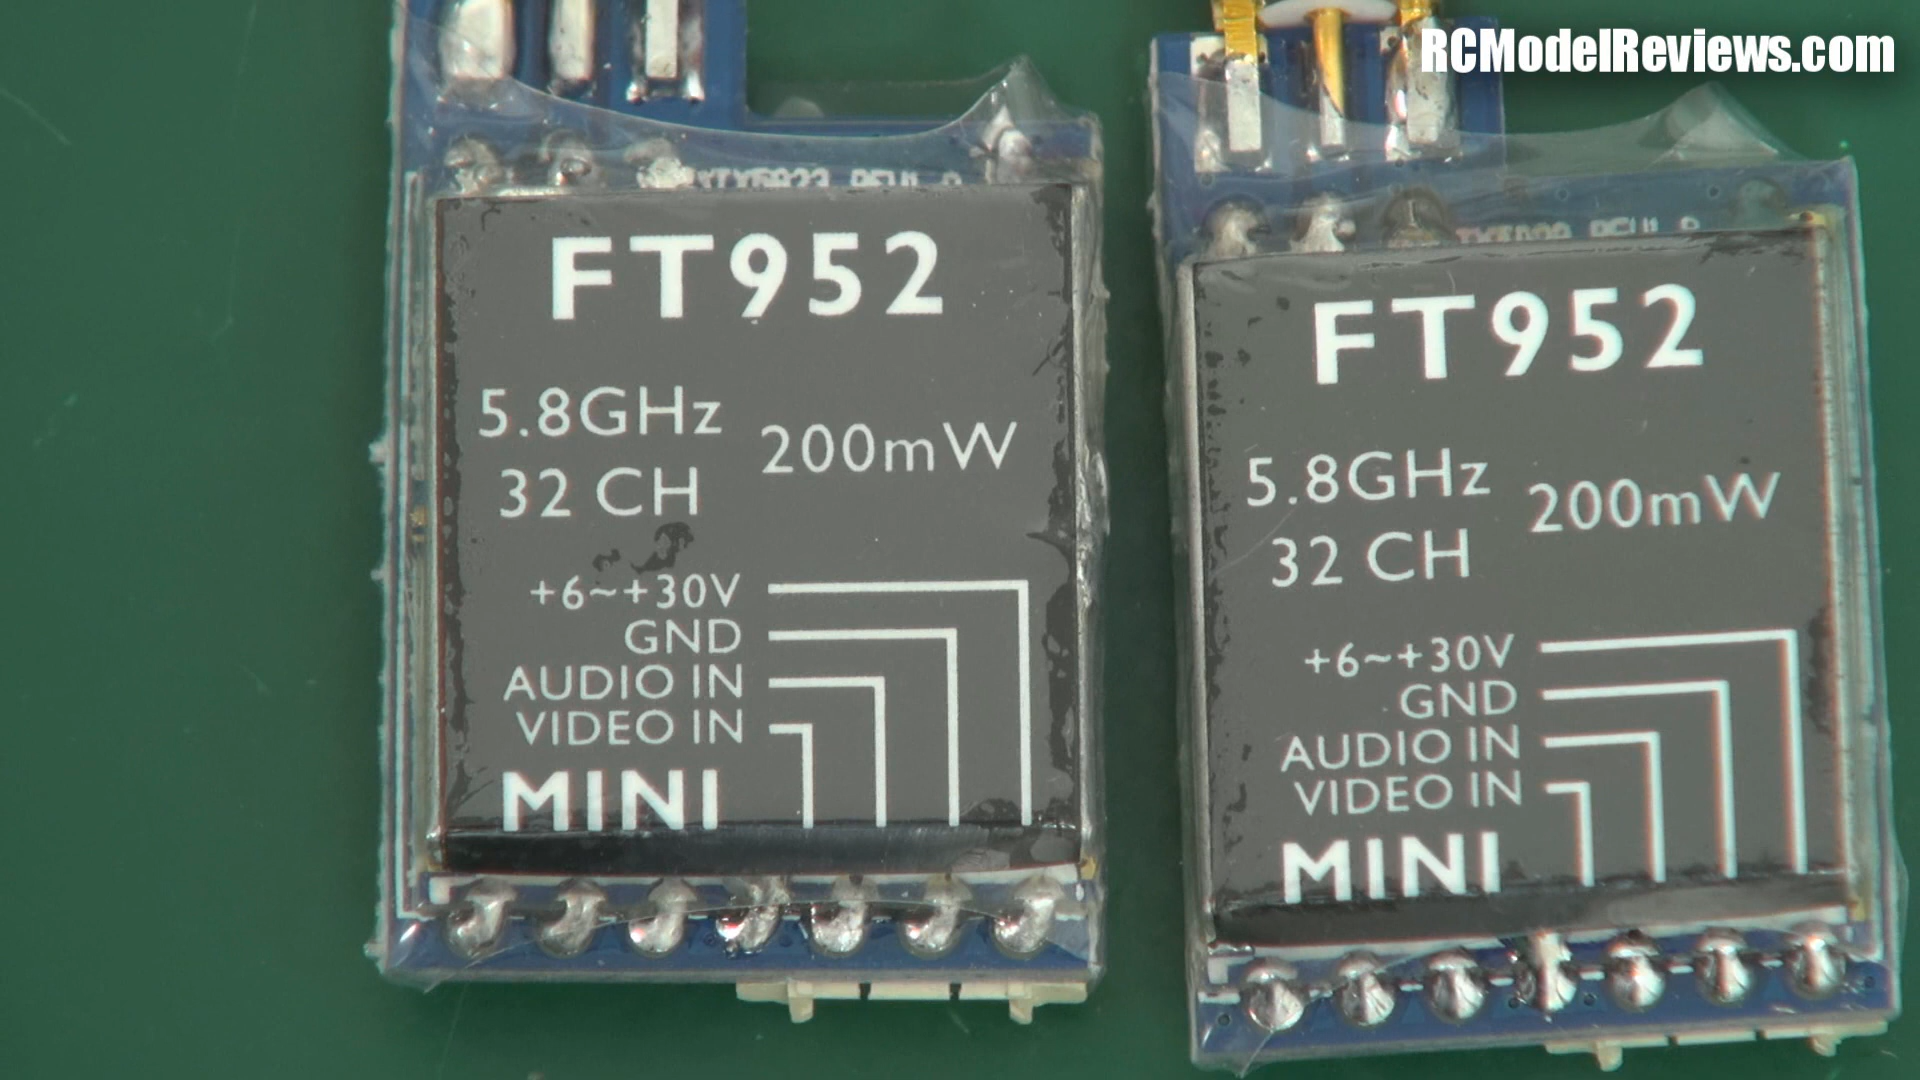 RCModelReviews.com
FT952
5.8GHz
32 CH
200mW
+6~+30V
GND
AUDIO IN
VIDEO IN
MINI
FT952
5.8GHz
32 CH
200mW
+6~+30V
GND
AUDIO IN
VIDEO IN
MINI